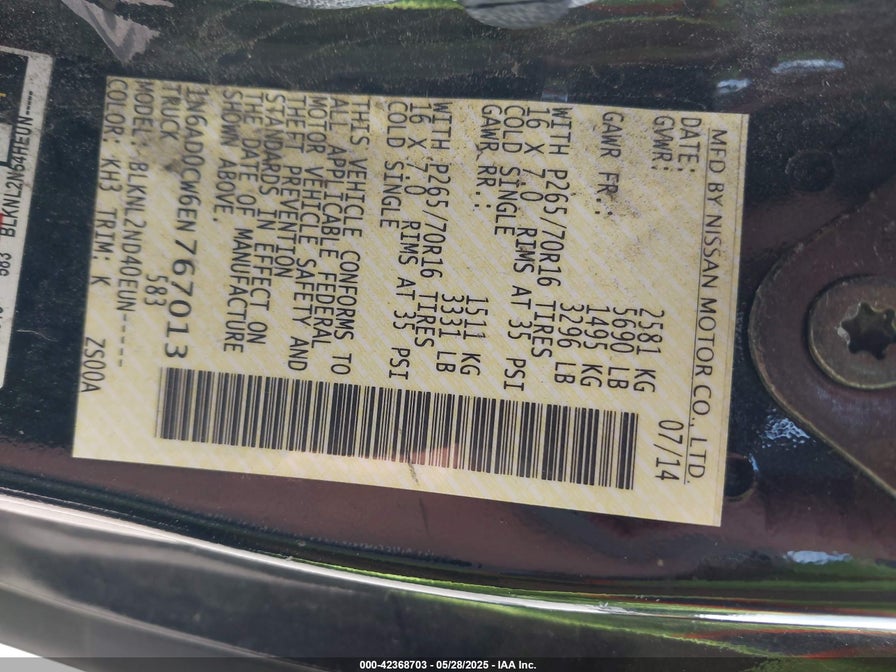 MFD BY NISSAN MOTOR CO., LTD.
DATE: 07/14
GVWR: 2581 KG
5690 LB
GAWR FR.: 1495 KG
3296 LB
WITH P265/70R16 TIRES
16 X 7.0 RIMS AT 35 PSI
COLD SINGLE
GAWR RR.: 1511 KG
3331 LB
WITH P265/70R16 TIRES
16 X 7.0 RIMS AT 35 PSI
COLD SINGLE
THIS VEHICLE CONFORMS TO
ALL APPLICABLE FEDERAL
MOTOR VEHICLE SAFETY AND
THEFT PREVENTION
STANDARDS IN EFFECT ON
THE DATE OF MANUFACTURE
SHOWN ABOVE.
1N6AD0CW6EN767013
TRUCK 583
MODEL: BLKNL2ND40EUN----
COLOR: KH3 TRIM: K ZS00A
000-42368703 / 05/28/2025 - IAA Inc.